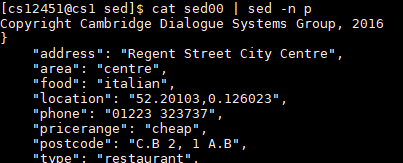 [cs12451@cs1 sed]$ cat sed00 | sed -n p
Copyright Cambridge Dialogue Systems Group, 2016
}
    "address": "Regent Street City Centre",
    "area": "centre",
    "food": "italian",
    "location": "52.20103,0.126023",
    "phone": "01223 323737",
    "pricerange": "cheap",
    "postcode": "C.B 2, 1 A.B",
    "type": "restaurant",